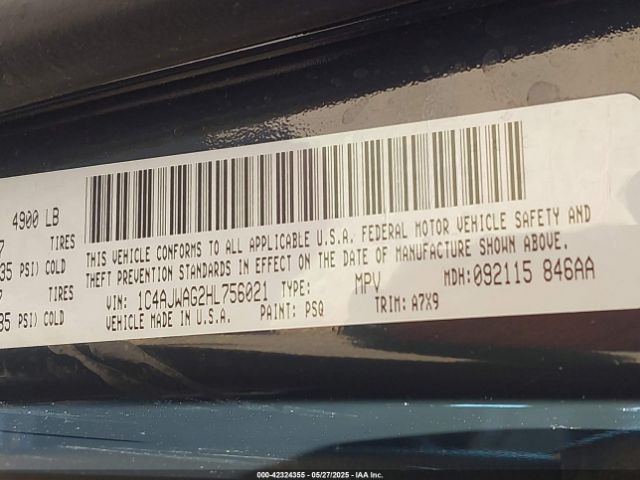 4900 LB
7 TIRES
35 PSI) COLD
7 TIRES
35 PSI) COLD
THIS VEHICLE CONFORMS TO ALL APPLICABLE U.S.A. FEDERAL MOTOR VEHICLE SAFETY AND
THEFT PREVENTION STANDARDS IN EFFECT ON THE DATE OF MANUFACTURE SHOWN ABOVE.
VIN: 1C4AJWAG2HL756021 TYPE: MPV MDH:092115 846AA
VEHICLE MADE IN U.S.A. PAINT: PSQ TRIM: A7X9
000-42324355 - 05/27/2025 - IAA Inc.